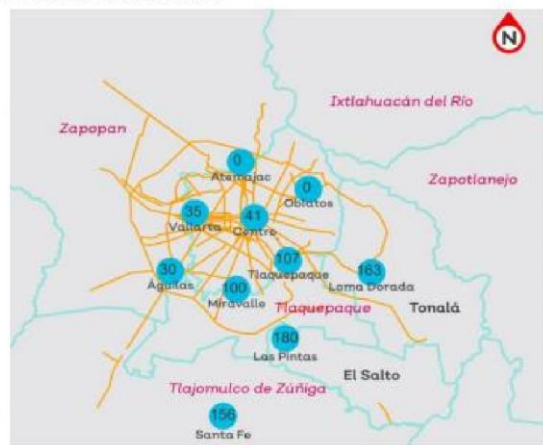 N
Ixtlahuacán del Río
Zapopan
0
Atemajac
Zapotlanejo
0
Oblatos
35
Vallarta
41
Centro
107
Tlaquepaque
163
Loma Dorada
30
Águilas
100
Miravalle
Tlaquepaque
Tonalá
180
Las Pintas
El Salto
Tlajomulco de Zúñiga
156
Santa Fe